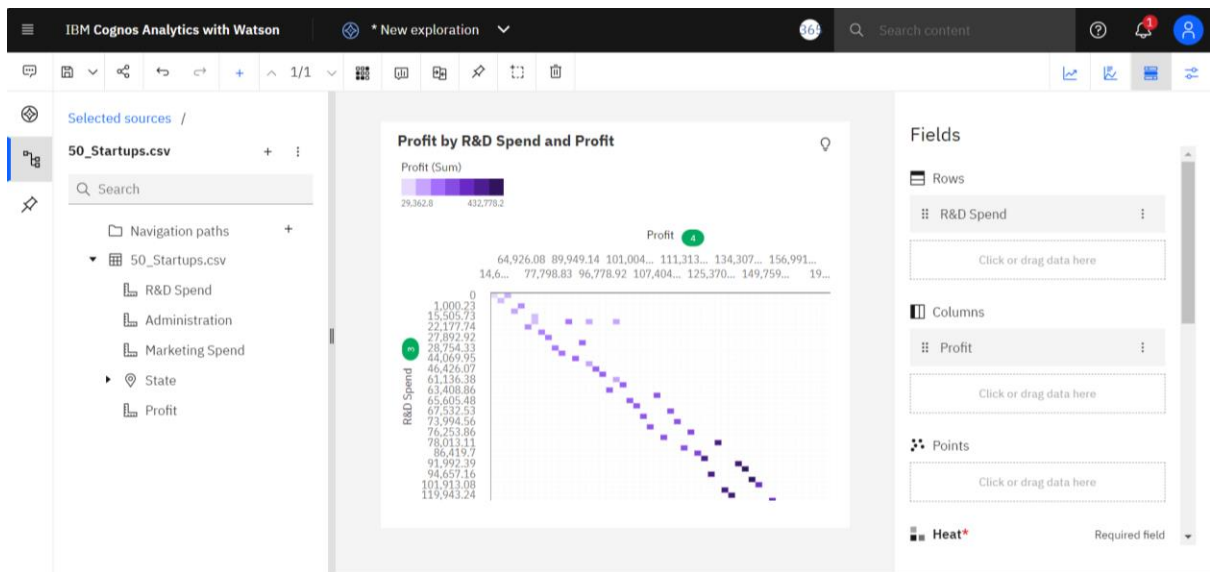 IBM Cognos Analytics with Watson
* New exploration
Search content
1
1/1
Selected sources /
50_Startups.csv
Search
Navigation paths
50_Startups.csv
R&D Spend
Administration
Marketing Spend
State
Profit
Profit by R&D Spend and Profit
Profit (Sum)
29,362.8 432,778.2
Profit 4
64,926.08 89,949.14 101,004... 111,313... 134,307... 156,991...
14,6... 77,798.83 96,778.92 107,404... 125,370... 149,759... 19...
R&D Spend 3
0
1,000.23
15,505.73
22,177.74
27,892.92
28,754.33
44,069.95
46,426.07
61,136.38
63,408.86
65,605.48
67,532.53
73,994.56
76,253.86
78,013.11
86,419.7
91,992.39
94,657.16
101,913.08
119,943.24
Fields
Rows
R&D Spend
Click or drag data here
Columns
Profit
Click or drag data here
Points
Click or drag data here
Heat*
Required field